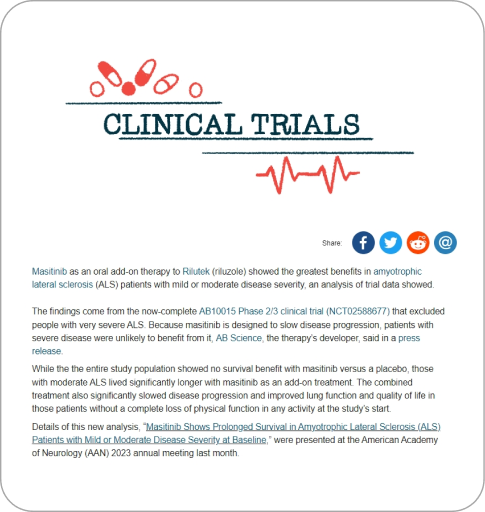 CLINICAL TRIALS
Share:
Masitinib as an oral add-on therapy to Rilutek (riluzole) showed the greatest benefits in amyotrophic
lateral sclerosis (ALS) patients with mild or moderate disease severity, an analysis of trial data showed.
The findings come from the now-complete AB10015 Phase 2/3 clinical trial (NCT02588677) that excluded
people with very severe ALS. Because masitinib is designed to slow disease progression, patients with
severe disease were unlikely to benefit from it, AB Science, the therapy's developer, said in a press
release.
While the the entire study population showed no survival benefit with masitinib versus a placebo, those
with moderate ALS lived significantly longer with masitinib as an add-on treatment. The combined
treatment also significantly slowed disease progression and improved lung function and quality of life in
those patients without a complete loss of physical function in any activity at the study's start.
Details of this new analysis, “Masitinib Shows Prolonged Survival in Amyotrophic Lateral Sclerosis (ALS)
Patients with Mild or Moderate Disease Severity at Baseline,” were presented at the American Academy
of Neurology (AAN) 2023 annual meeting last month.